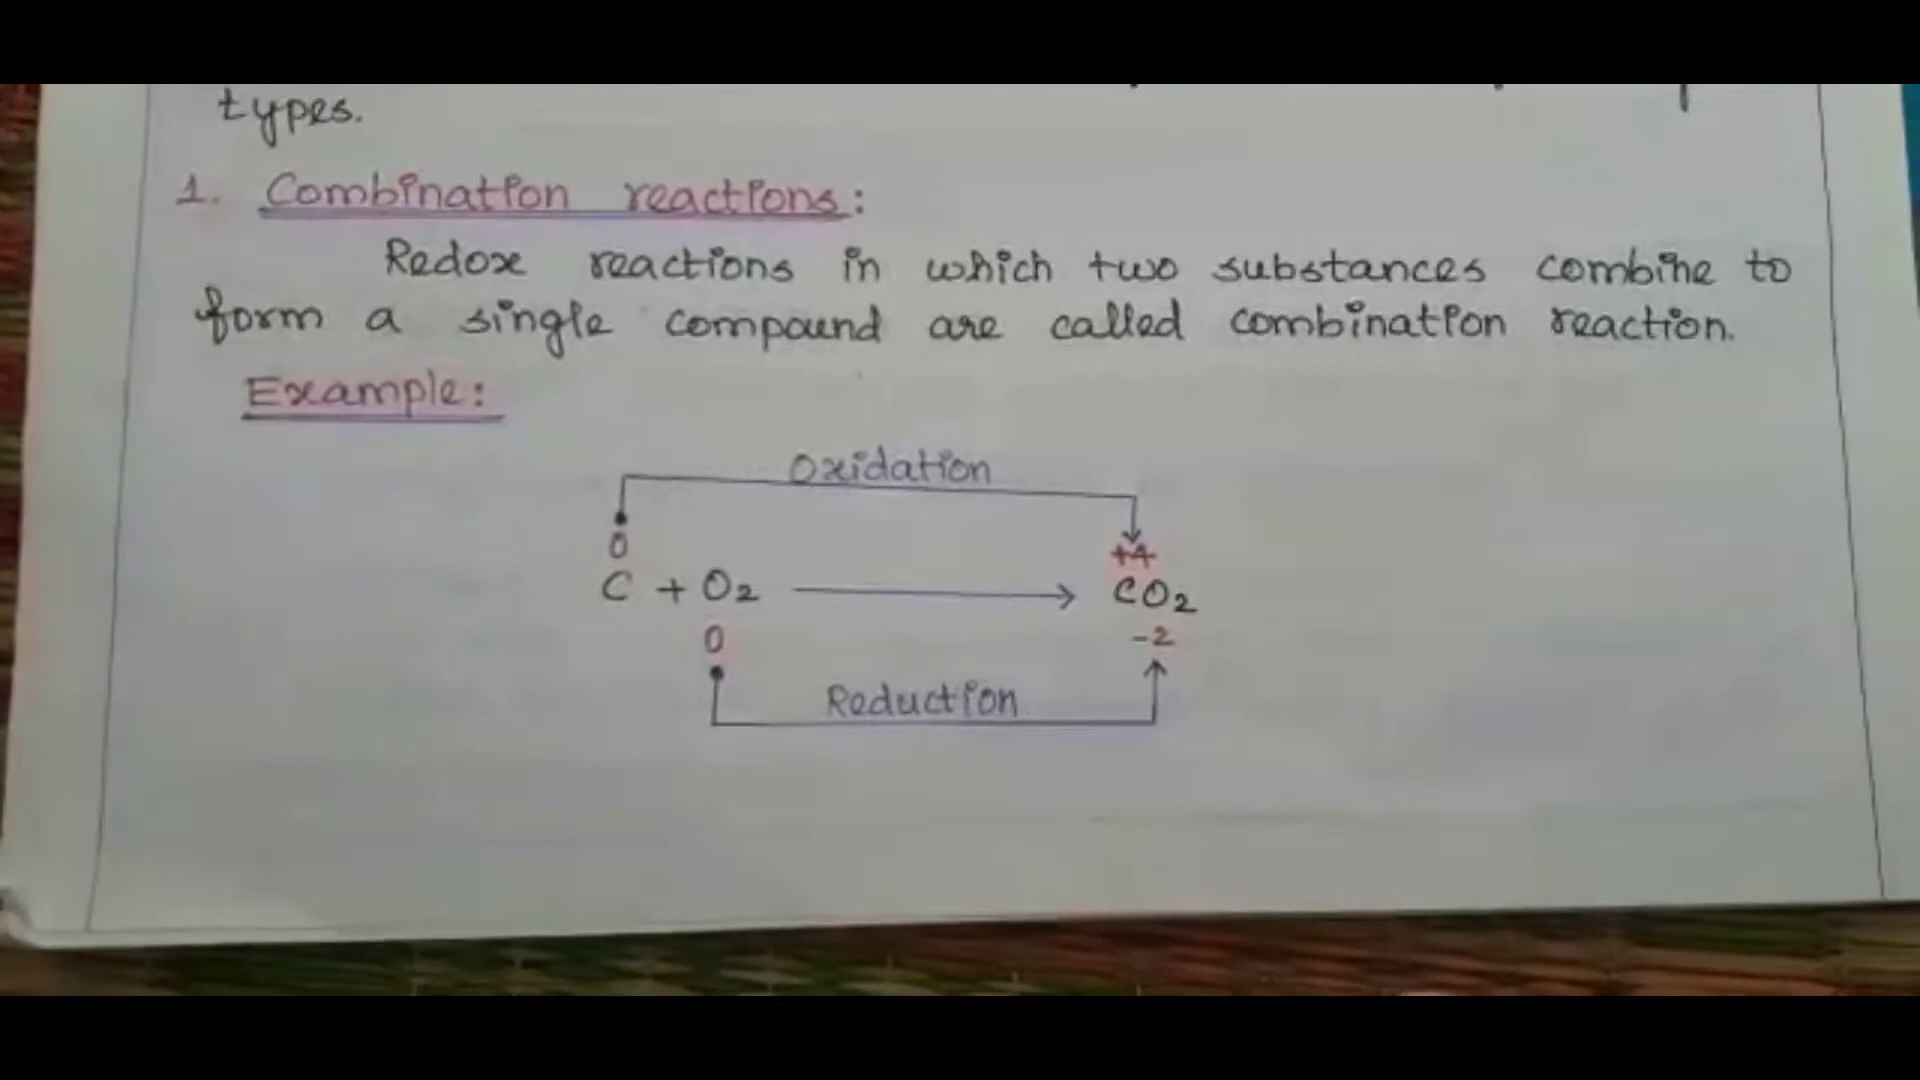 types.
1. Combination reactions:
Redox reactions in which two substances combine to
form a single compound are called combination reaction.
Example:
Oxidation
0 +4
C + O₂ ⟶ CO₂
0 -2
Reduction